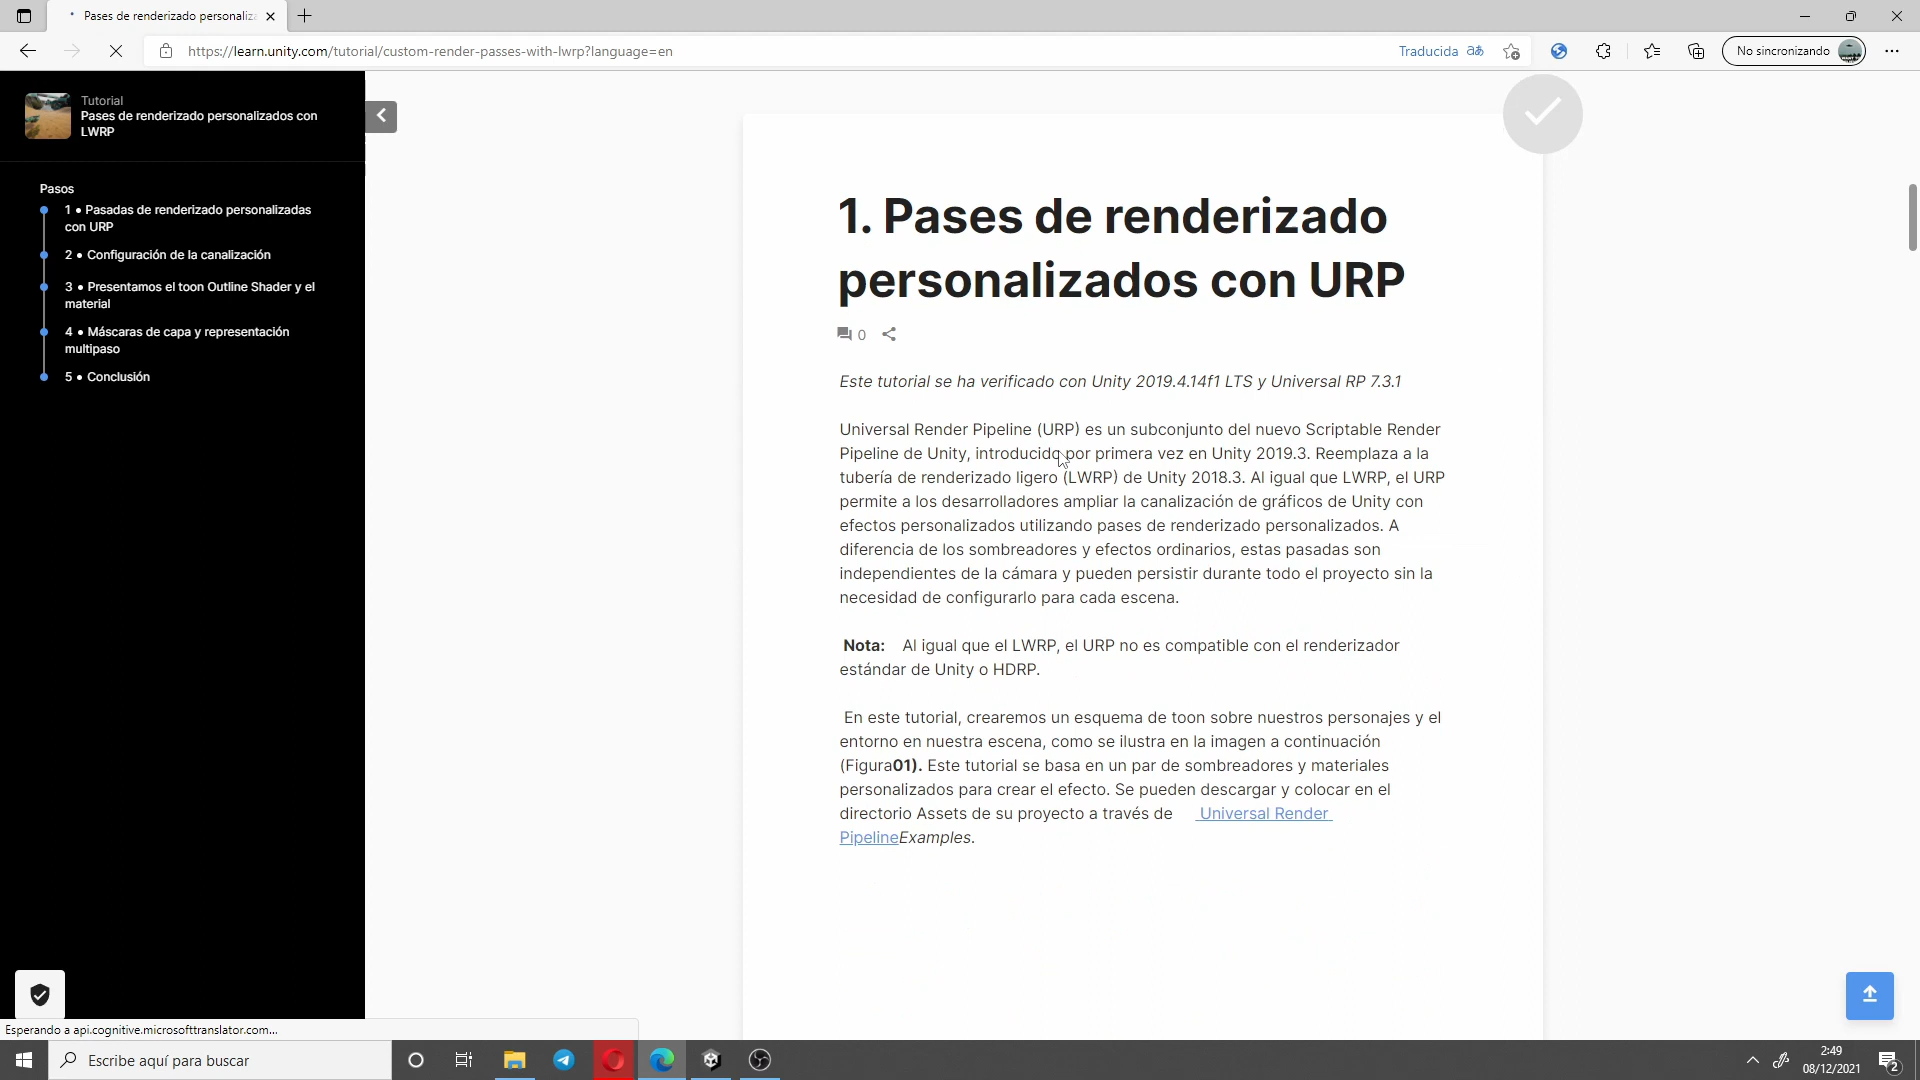 Pases de renderizado personaliza
https://learn.unity.com/tutorial/custom-render-passes-with-lwrp?language=en
Traducida
No sincronizando
Tutorial
Pases de renderizado personalizados con
LWRP
Pasos
1 • Pasadas de renderizado personalizadas
con URP
2 • Configuración de la canalización
3 • Presentamos el toon Outline Shader y el
material
4 • Máscaras de capa y representación
multipaso
5 • Conclusión
1. Pases de renderizado
personalizados con URP
0
Este tutorial se ha verificado con Unity 2019.4.14f1 LTS y Universal RP 7.3.1
Universal Render Pipeline (URP) es un subconjunto del nuevo Scriptable Render
Pipeline de Unity, introducido por primera vez en Unity 2019.3. Reemplaza a la
tubería de renderizado ligero (LWRP) de Unity 2018.3. Al igual que LWRP, el URP
permite a los desarrolladores ampliar la canalización de gráficos de Unity con
efectos personalizados utilizando pases de renderizado personalizados. A
diferencia de los sombreadores y efectos ordinarios, estas pasadas son
independientes de la cámara y pueden persistir durante todo el proyecto sin la
necesidad de configurarlo para cada escena.
Nota: Al igual que el LWRP, el URP no es compatible con el renderizador
estándar de Unity o HDRP.
En este tutorial, crearemos un esquema de toon sobre nuestros personajes y el
entorno en nuestra escena, como se ilustra en la imagen a continuación
(Figura01). Este tutorial se basa en un par de sombreadores y materiales
personalizados para crear el efecto. Se pueden descargar y colocar en el
directorio Assets de su proyecto a través de Universal Render
PipelineExamples.
Esperando a api.cognitive.microsofttranslator.com...
Escribe aquí para buscar
2:49
08/12/2021
2